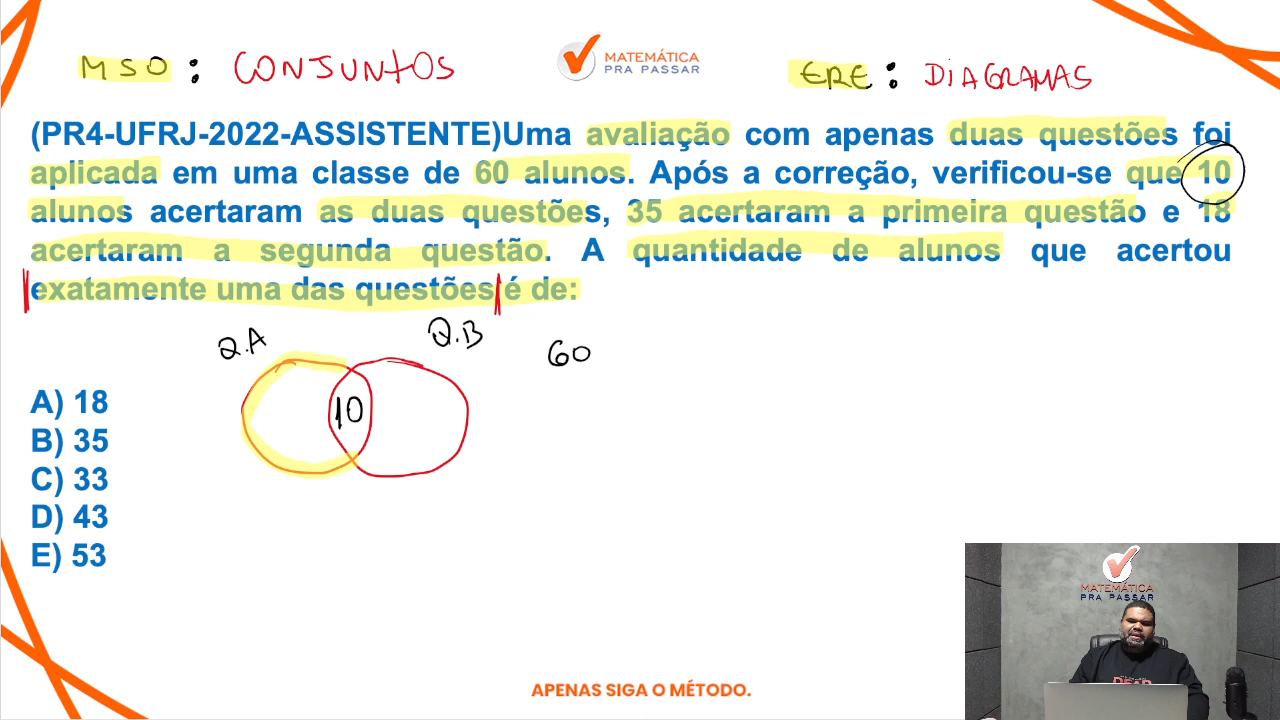 MSO : CONJUNTOS
MATEMÁTICA
PRA PASSAR
ERE : DIAGRAMAS
(PR4-UFRJ-2022-ASSISTENTE)Uma avaliação com apenas duas questões foi
aplicada em uma classe de 60 alunos. Após a correção, verificou-se que 10
alunos acertaram as duas questões, 35 acertaram a primeira questão e 18
acertaram a segunda questão. A quantidade de alunos que acertou
exatamente uma das questões é de:
Q.A
Q.B
60
10
A) 18
B) 35
C) 33
D) 43
E) 53
MATEMÁTICA
PRA PASSAR
APENAS SIGA O MÉTODO.